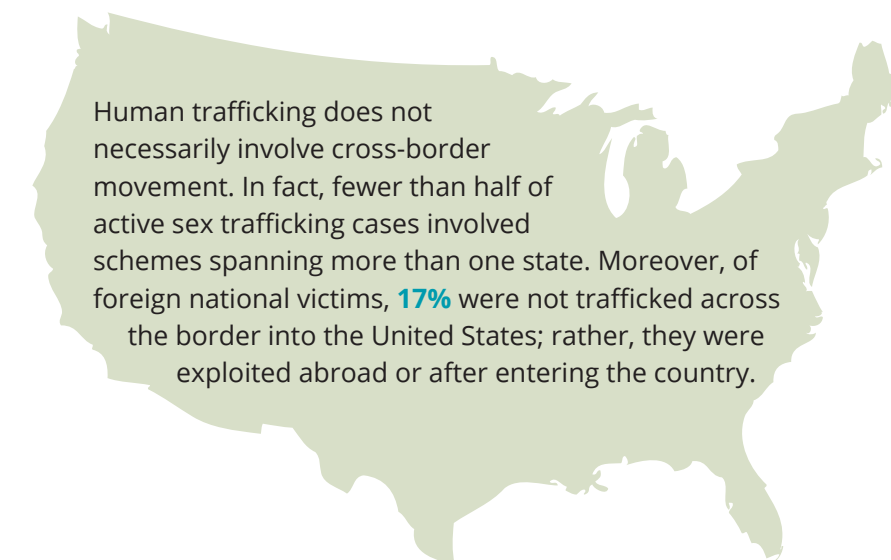 Human trafficking does not
necessarily involve cross-border
movement. In fact, fewer than half of
active sex trafficking cases involved
schemes spanning more than one state. Moreover, of
foreign national victims, 17% were not trafficked across
the border into the United States; rather, they were
exploited abroad or after entering the country.